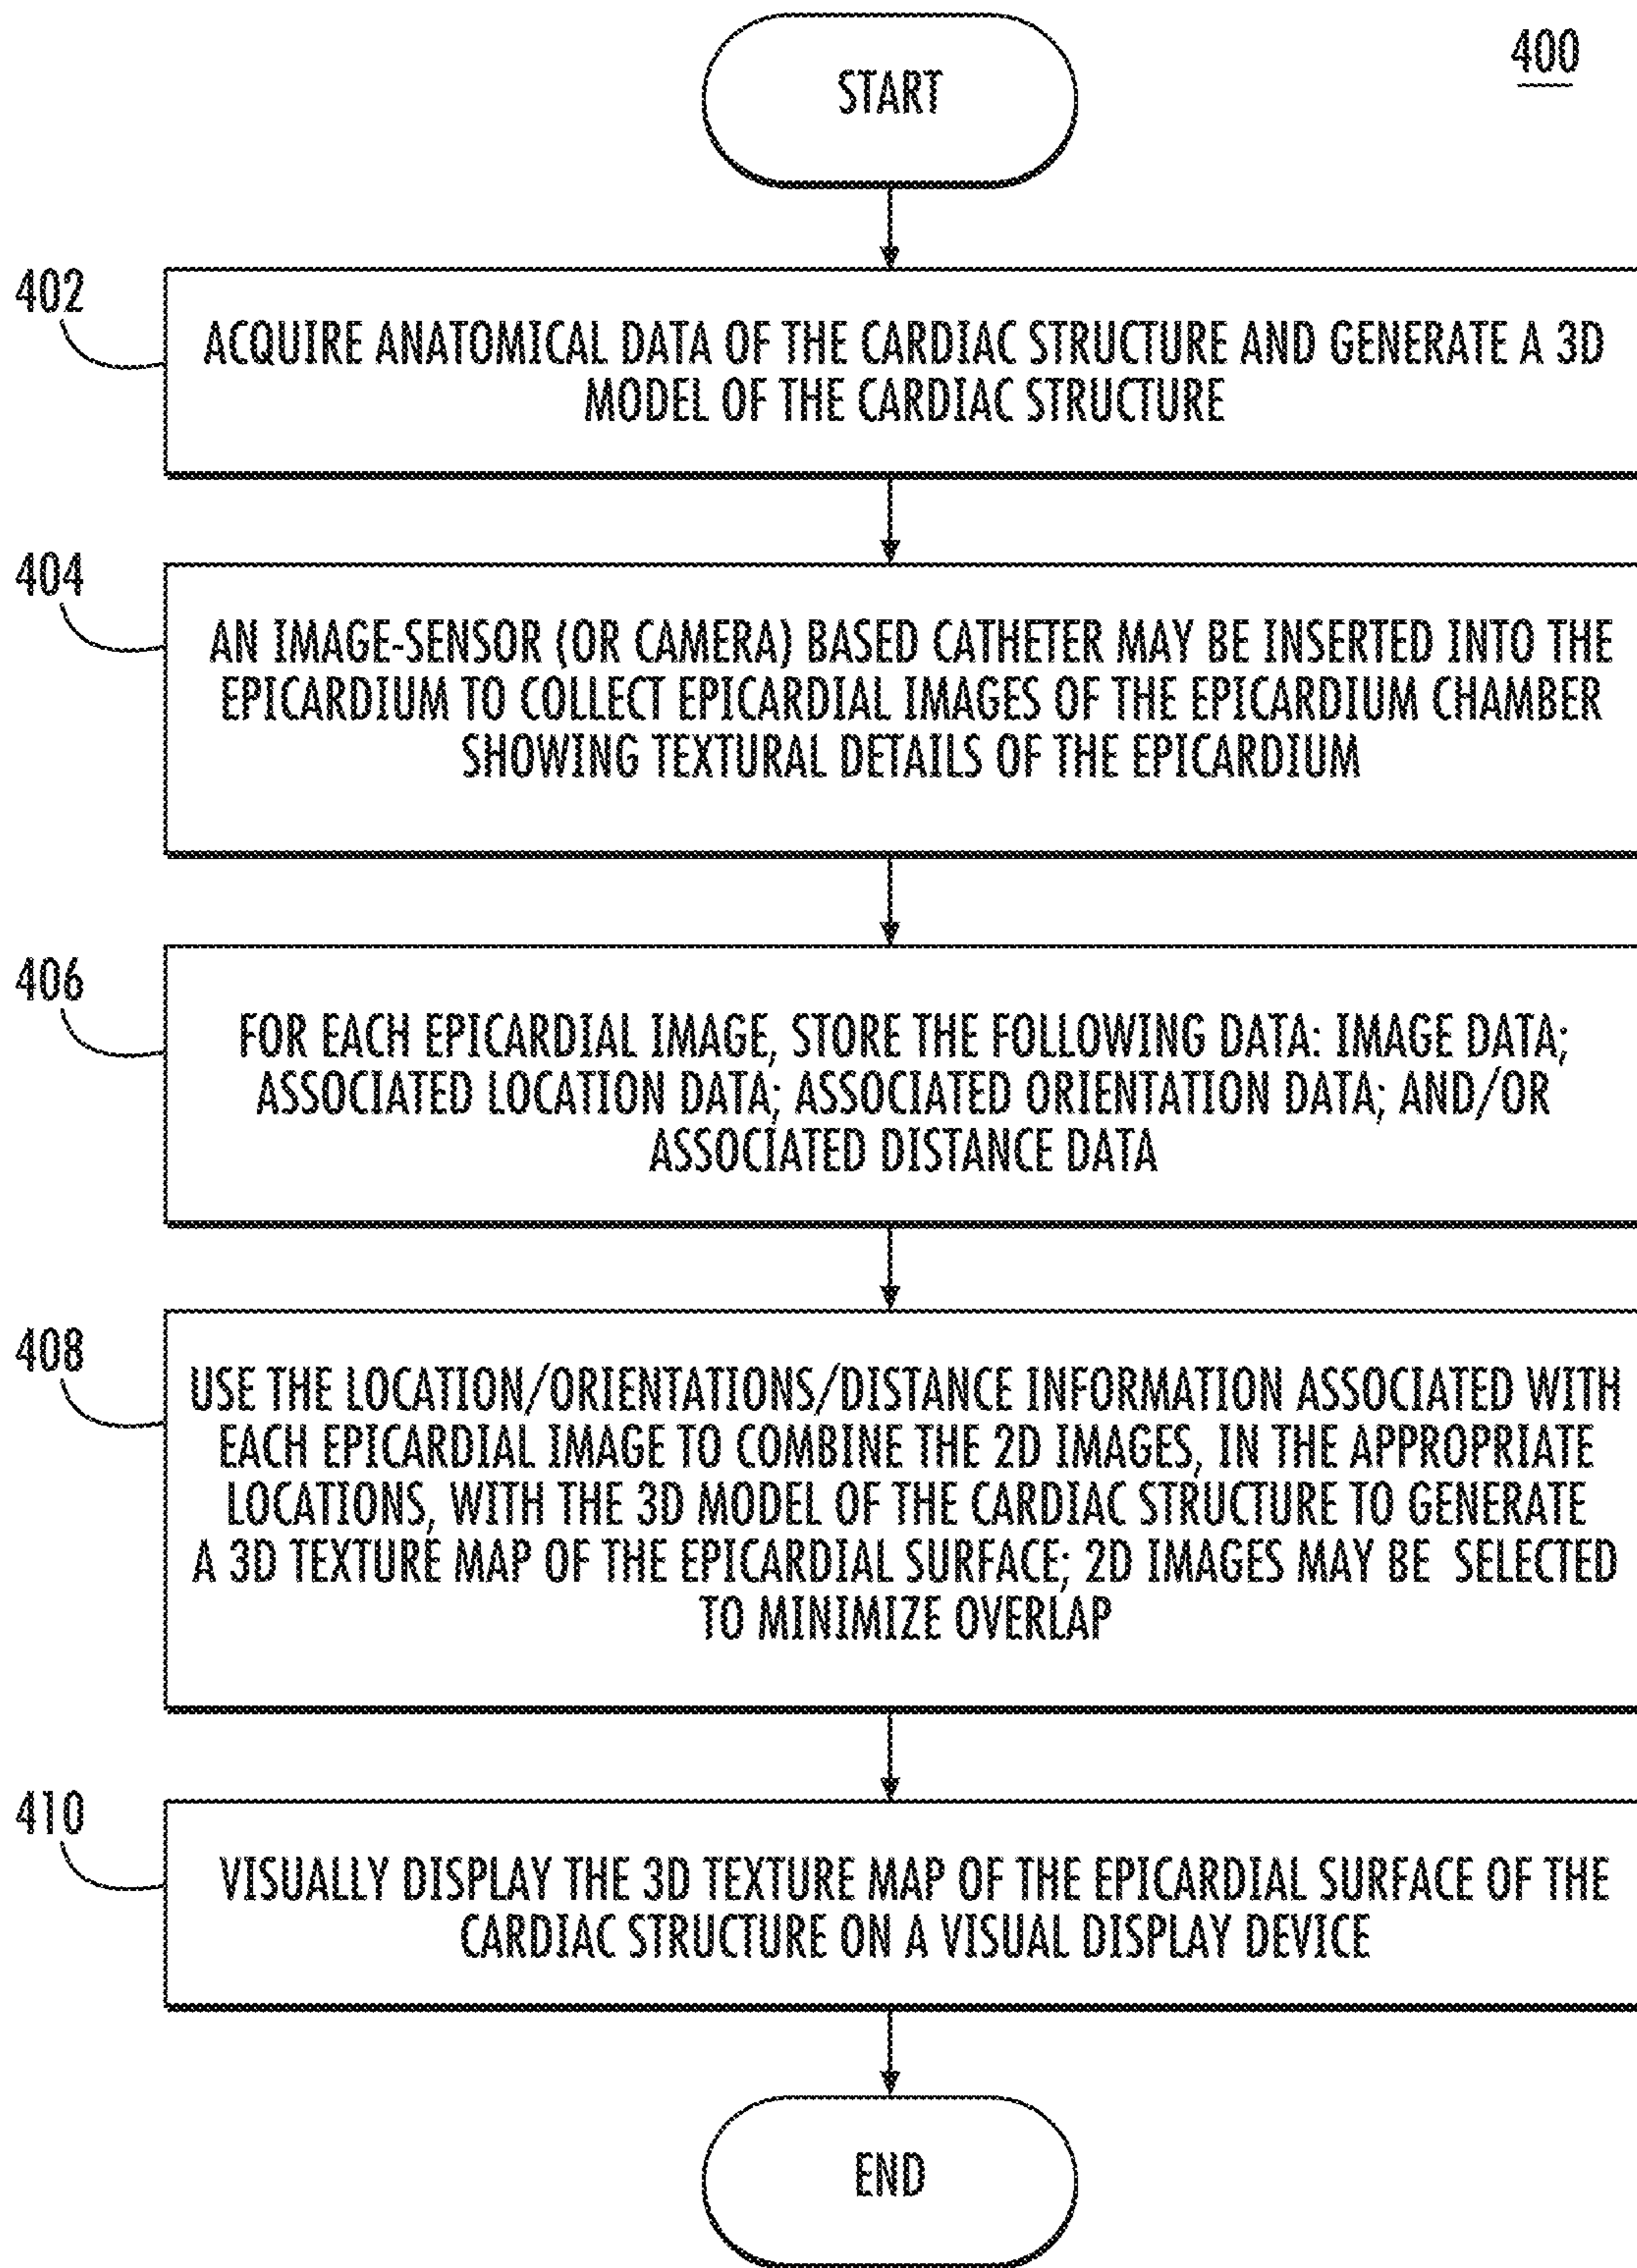 START
400
402
ACQUIRE ANATOMICAL DATA OF THE CARDIAC STRUCTURE AND GENERATE A 3D
MODEL OF THE CARDIAC STRUCTURE
404
AN IMAGE-SENSOR (OR CAMERA) BASED CATHETER MAY BE INSERTED INTO THE
EPICARDIUM TO COLLECT EPICARDIAL IMAGES OF THE EPICARDIUM CHAMBER
SHOWING TEXTURAL DETAILS OF THE EPICARDIUM
406
FOR EACH EPICARDIAL IMAGE, STORE THE FOLLOWING DATA: IMAGE DATA;
ASSOCIATED LOCATION DATA; ASSOCIATED ORIENTATION DATA; AND/OR
ASSOCIATED DISTANCE DATA
408
USE THE LOCATION/ORIENTATIONS/DISTANCE INFORMATION ASSOCIATED WITH
EACH EPICARDIAL IMAGE TO COMBINE THE 2D IMAGES, IN THE APPROPRIATE
LOCATIONS, WITH THE 3D MODEL OF THE CARDIAC STRUCTURE TO GENERATE
A 3D TEXTURE MAP OF THE EPICARDIAL SURFACE; 2D IMAGES MAY BE SELECTED
TO MINIMIZE OVERLAP
410
VISUALLY DISPLAY THE 3D TEXTURE MAP OF THE EPICARDIAL SURFACE OF THE
CARDIAC STRUCTURE ON A VISUAL DISPLAY DEVICE
END